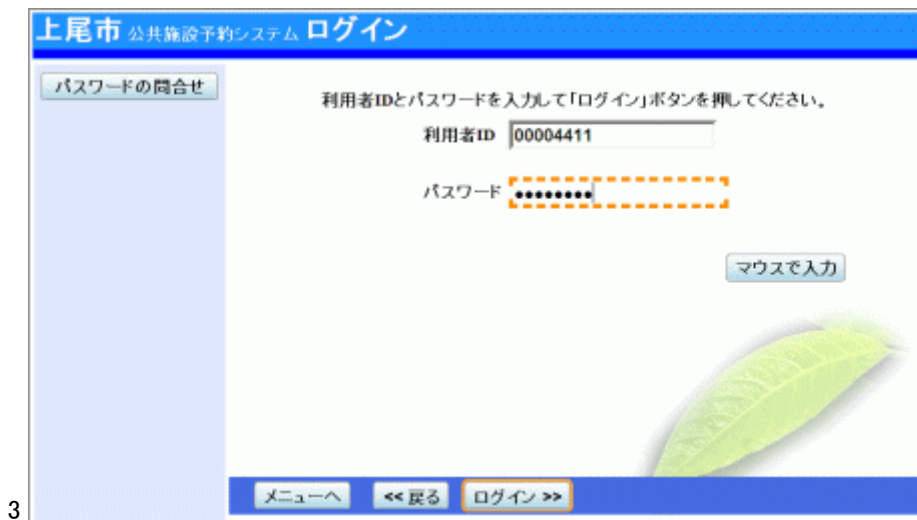 上尾市 公共施設予約システム ログイン
パスワードの問合せ
利用者IDとパスワードを入力して「ログイン」ボタンを押してください。
利用者ID 00004411
パスワード ●●●●●●●●
マウスで入力
メニューへ << 戻る ログイン >>
3